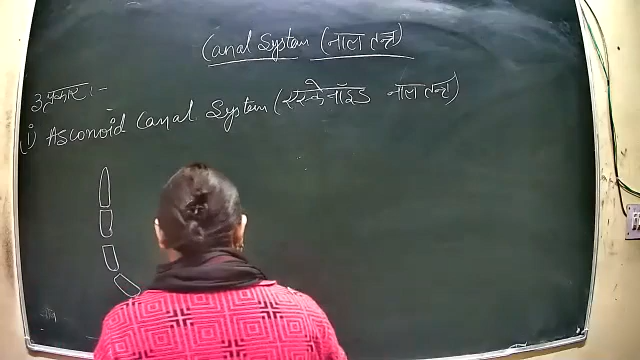 Canal System (नाल तन्त्र)
3 प्रकार :-
i) Asconoid Canal System (एस्केनॉइड नाल तन्त्र)